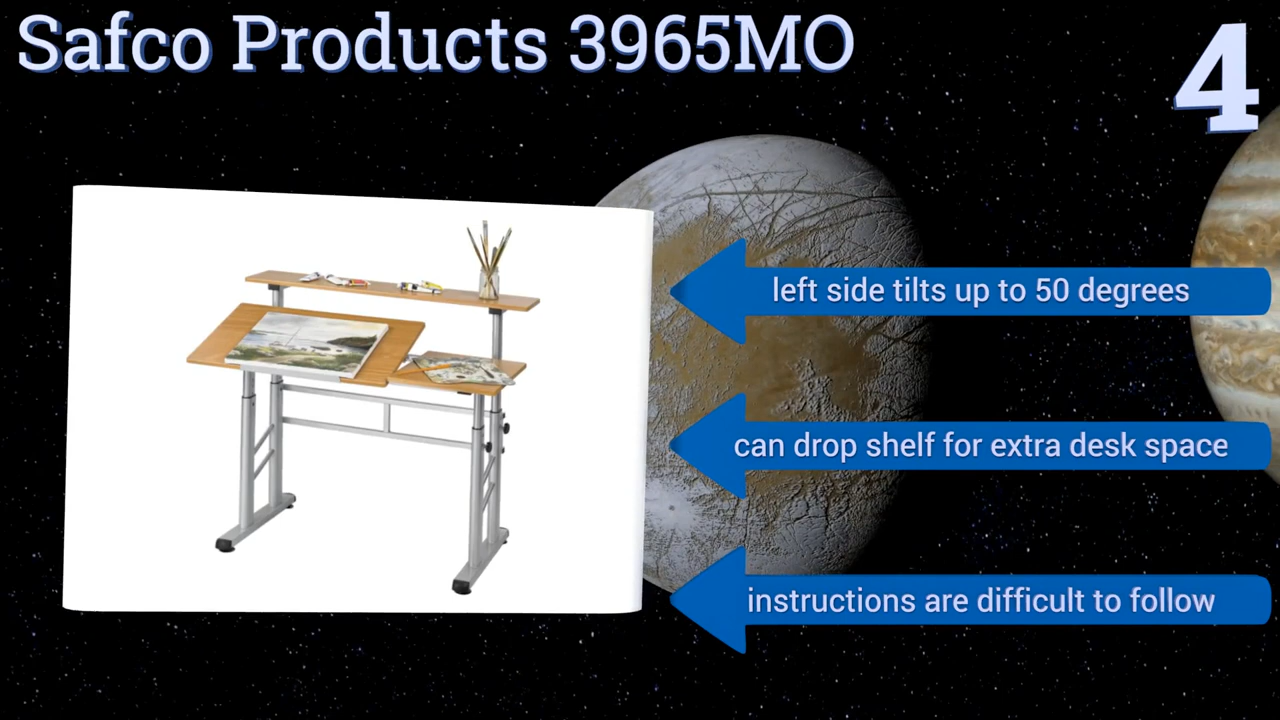 Safco Products 3965MO
4
left side tilts up to 50 degrees
can drop shelf for extra desk space
instructions are difficult to follow